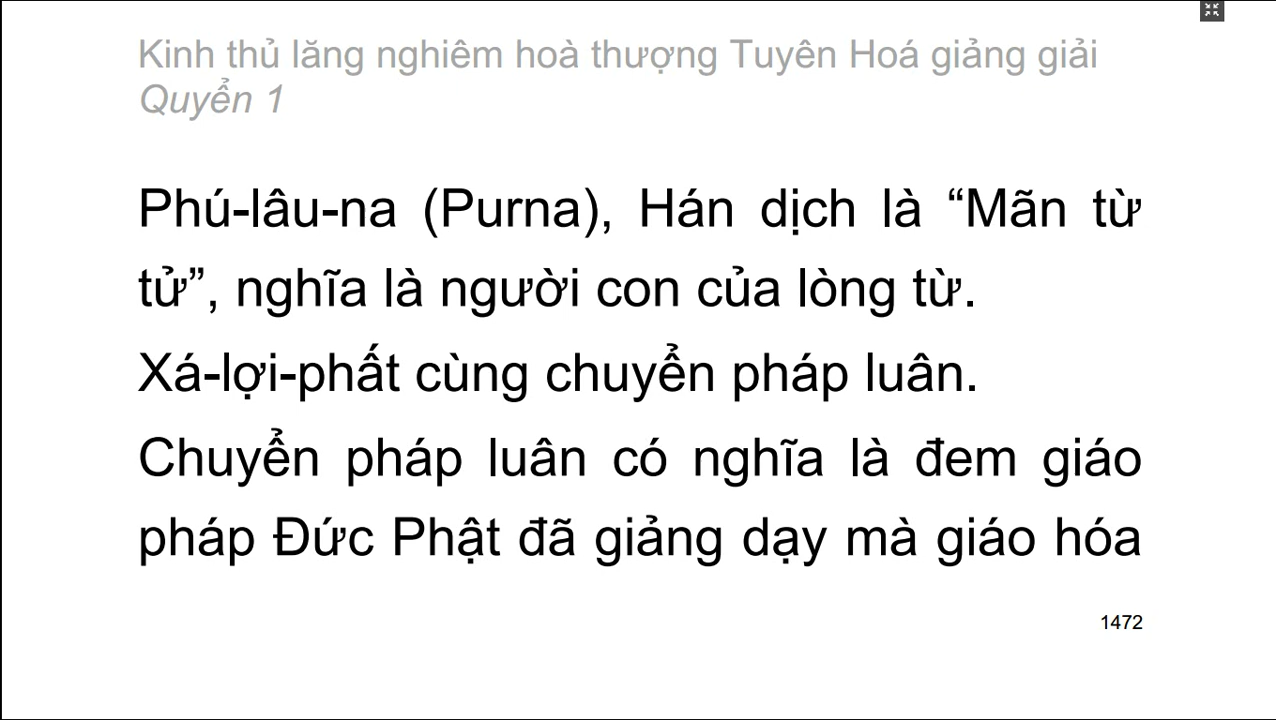 Kinh thủ lăng nghiêm hoà thượng Tuyên Hoá giảng giải
Quyển 1
Phú-lâu-na (Purna), Hán dịch là “Mãn từ
tử”, nghĩa là người con của lòng từ.
Xá-lợi-phất cùng chuyển pháp luân.
Chuyển pháp luân có nghĩa là đem giáo
pháp Đức Phật đã giảng dạy mà giáo hóa
1472